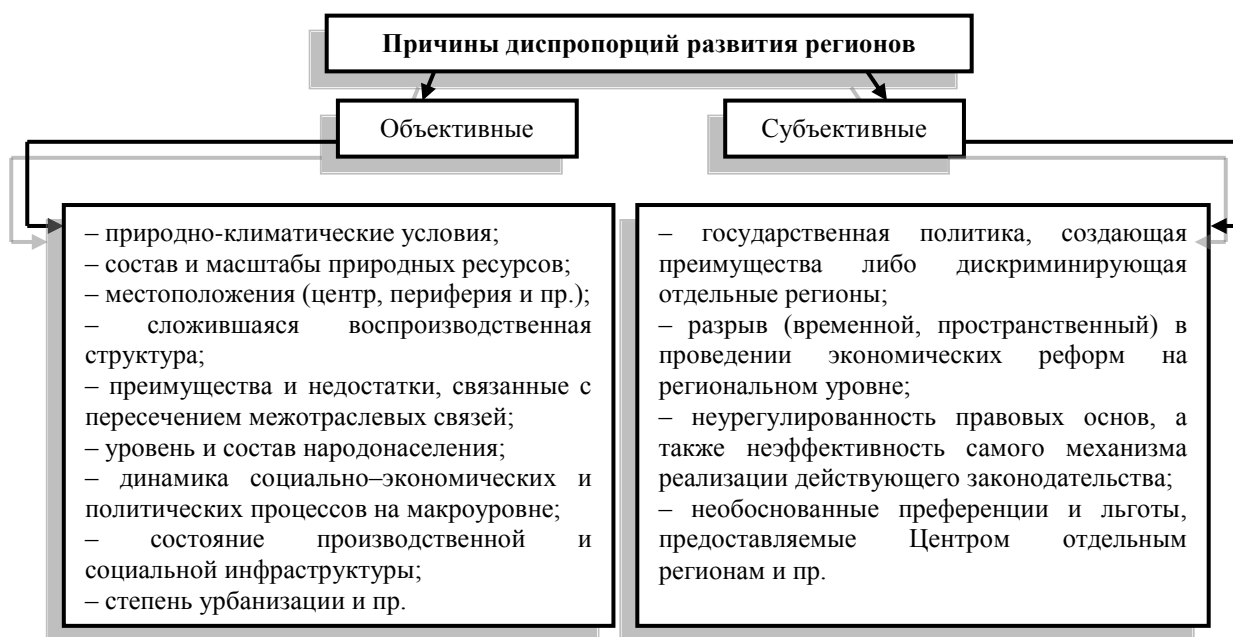 Причины диспропорций развития регионов
Объективные
Субъективные
– природно-климатические условия;
– состав и масштабы природных ресурсов;
– местоположения (центр, периферия и пр.);
– сложившаяся воспроизводственная
структура;
– преимущества и недостатки, связанные с
пересечением межотраслевых связей;
– уровень и состав народонаселения;
– динамика социально–экономических и
политических процессов на макроуровне;
– состояние производственной и
социальной инфраструктуры;
– степень урбанизации и пр.
– государственная политика, создающая
преимущества либо дискриминирующая
отдельные регионы;
– разрыв (временной, пространственный) в
проведении экономических реформ на
региональном уровне;
– неурегулированность правовых основ, а
также неэффективность самого механизма
реализации действующего законодательства;
– необоснованные преференции и льготы,
предоставляемые Центром отдельным
регионам и пр.